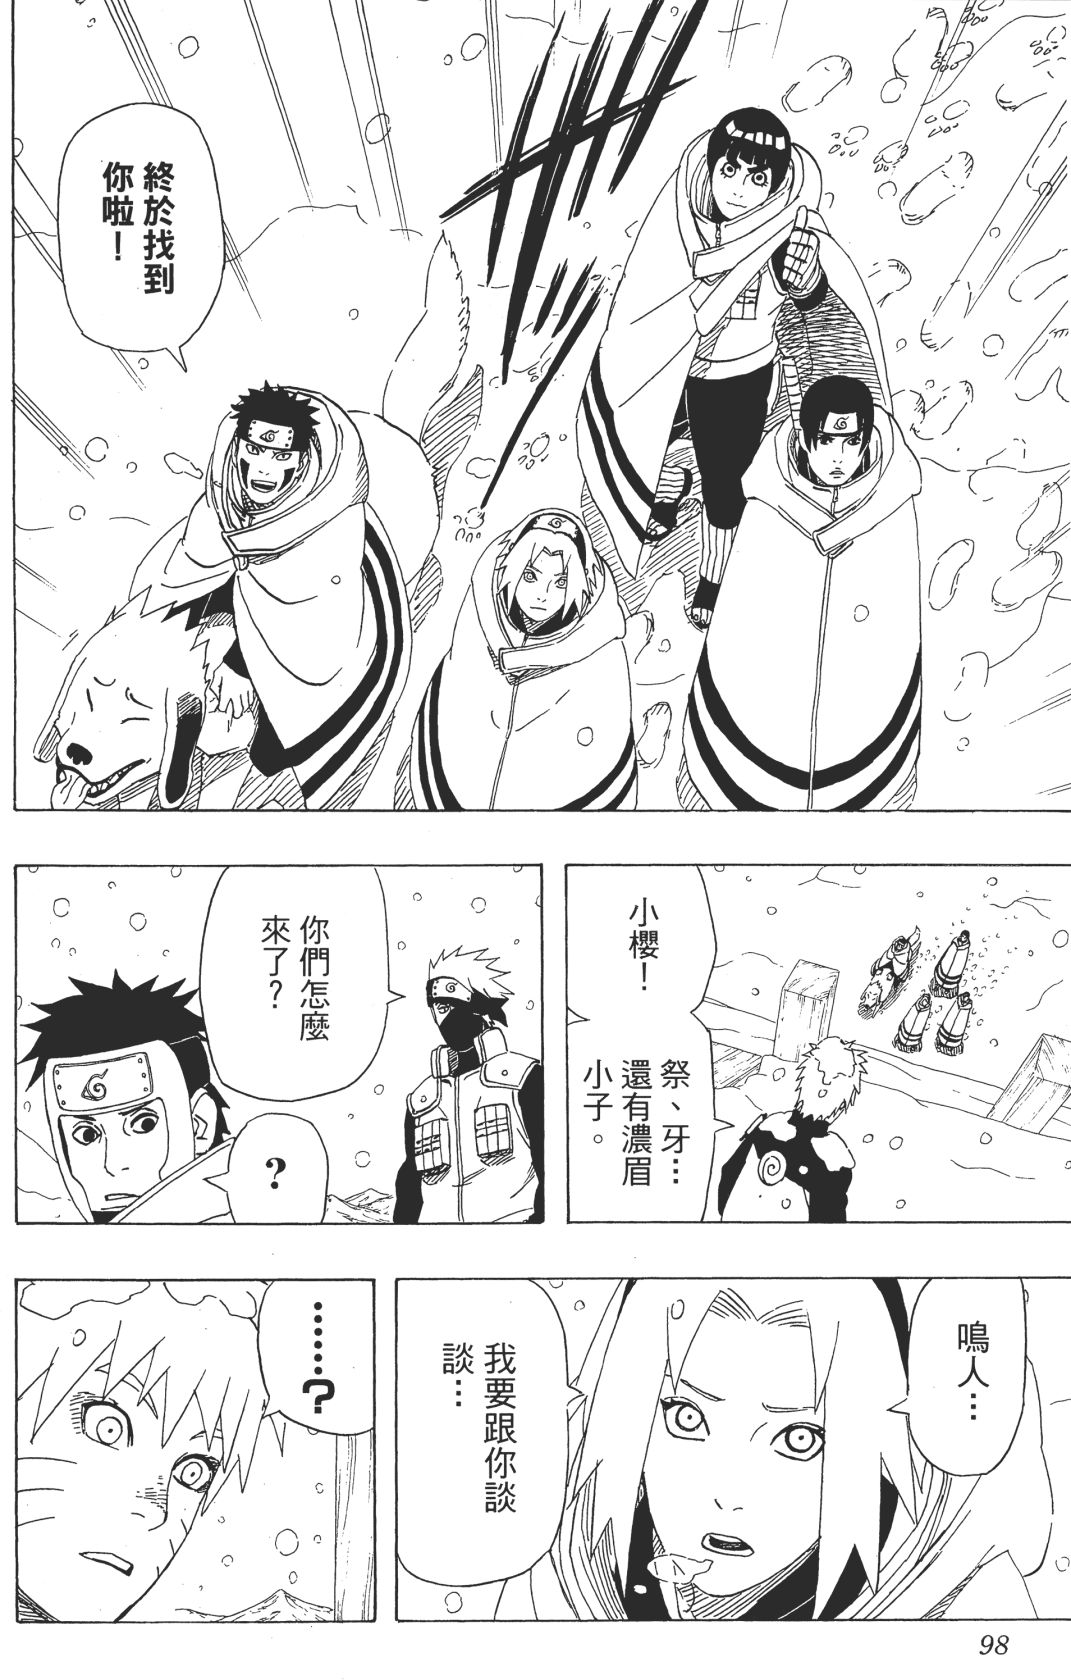 終於找到
你啦！
小櫻！
祭、牙…
還有濃眉
小子。
你們怎麼
來了？
？
鳴人…
我要跟你談
談…
……？
98